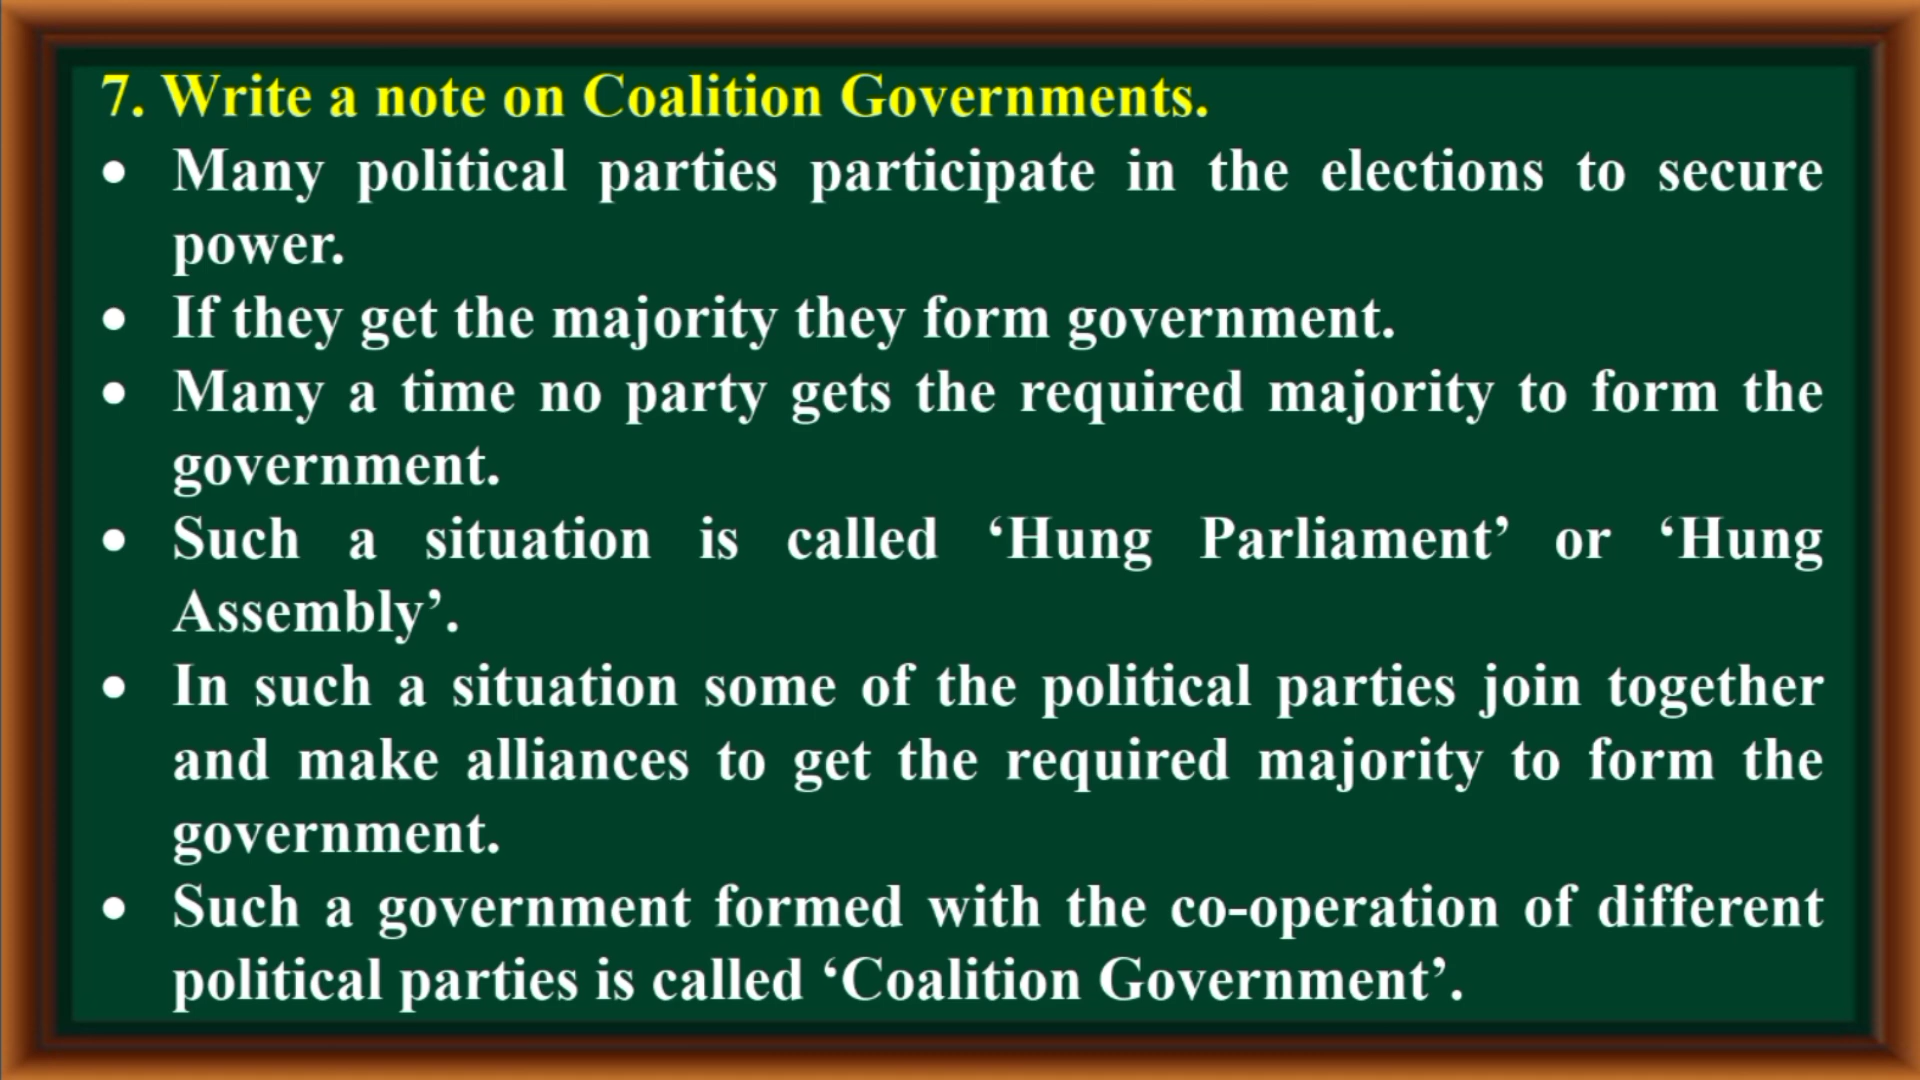 7. Write a note on Coalition Governments.
• Many political parties participate in the elections to secure
power.
• If they get the majority they form government.
• Many a time no party gets the required majority to form the
government.
• Such a situation is called ‘Hung Parliament’ or ‘Hung
Assembly’.
• In such a situation some of the political parties join together
and make alliances to get the required majority to form the
government.
• Such a government formed with the co-operation of different
political parties is called ‘Coalition Government’.